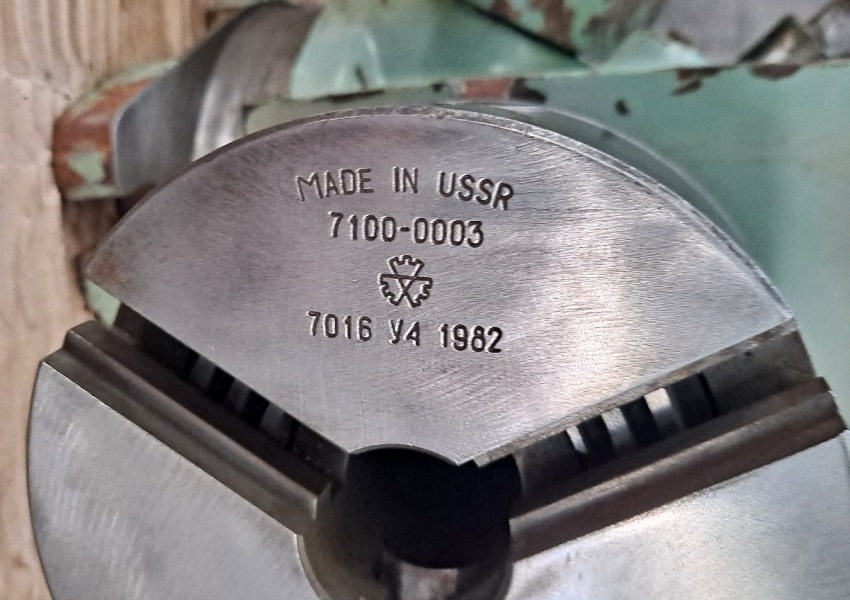 MADE IN USSR
7100-0003
7016 У4 1982